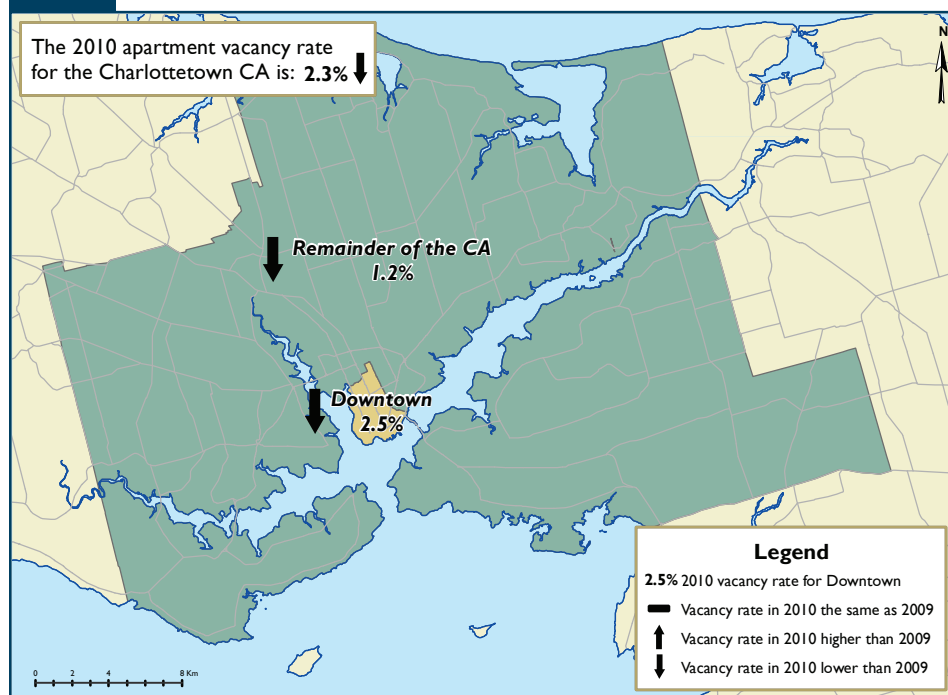 The 2010 apartment vacancy rate
for the Charlottetown CA is: 2.3%
N
Remainder of the CA
1.2%
Downtown
2.5%
Legend
2.5% 2010 vacancy rate for Downtown
Vacancy rate in 2010 the same as 2009
Vacancy rate in 2010 higher than 2009
Vacancy rate in 2010 lower than 2009
0 2 4 8 Km